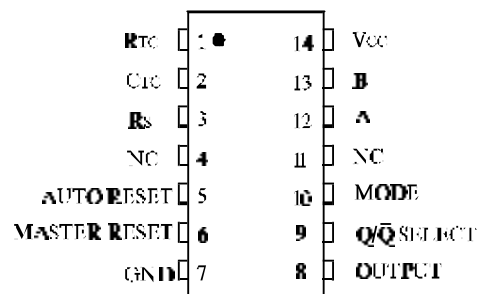 RTC 1 14 VCC
CTC 2 13 B
RS 3 12 A
NC 4 11 NC
AUTO RESET 5 10 MODE
MASTER RESET 6 9 Q/Q̅ SELECT
GND 7 8 OUTPUT